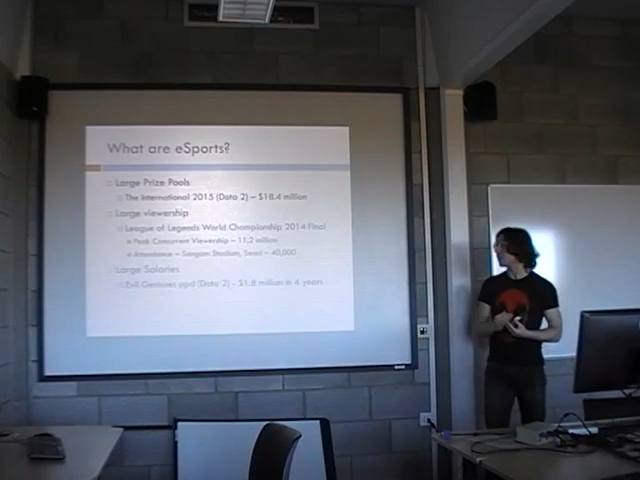 What are eSports?
Large Prize Pools
The International 2015 (Dota 2) – $18.4 million
Large viewership
League of Legends World Championship 2014 Final
Peak Concurrent Viewership – 11.2 million
Attendance – Sangam Stadium, Seoul – 40,000
Large Salaries
Evil Geniuses ppd (Dota 2) - $1.8 million in 4 years